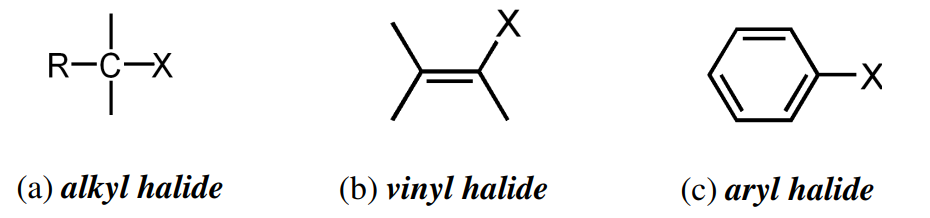 R–C–X
X
X
(a) alkyl halide
(b) vinyl halide
(c) aryl halide